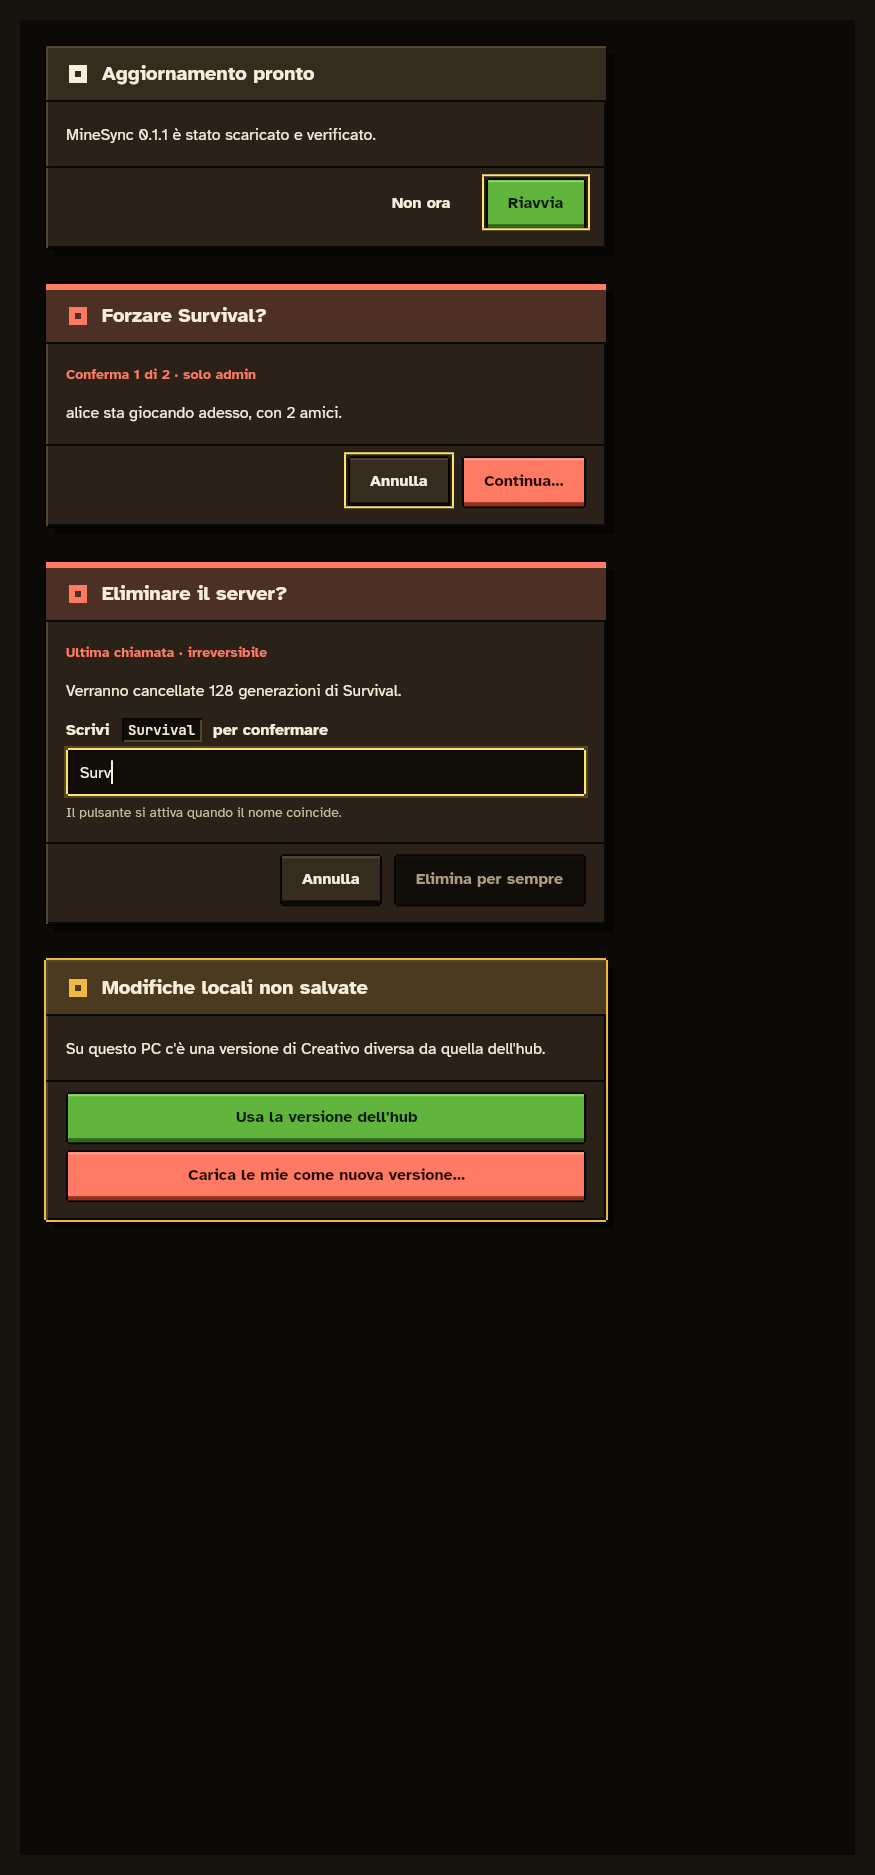 Aggiornamento pronto
MineSync 0.1.1 è stato scaricato e verificato.
Non ora Riavvia
Forzare Survival?
Conferma 1 di 2 · solo admin
alice sta giocando adesso, con 2 amici.
Annulla Continua…
Eliminare il server?
Ultima chiamata · irreversibile
Verranno cancellate 128 generazioni di Survival.
Scrivi Survival per confermare
Surv
Il pulsante si attiva quando il nome coincide.
Annulla Elimina per sempre
Modifiche locali non salvate
Su questo PC c'è una versione di Creativo diversa da quella dell'hub.
Usa la versione dell'hub
Carica le mie come nuova versione…